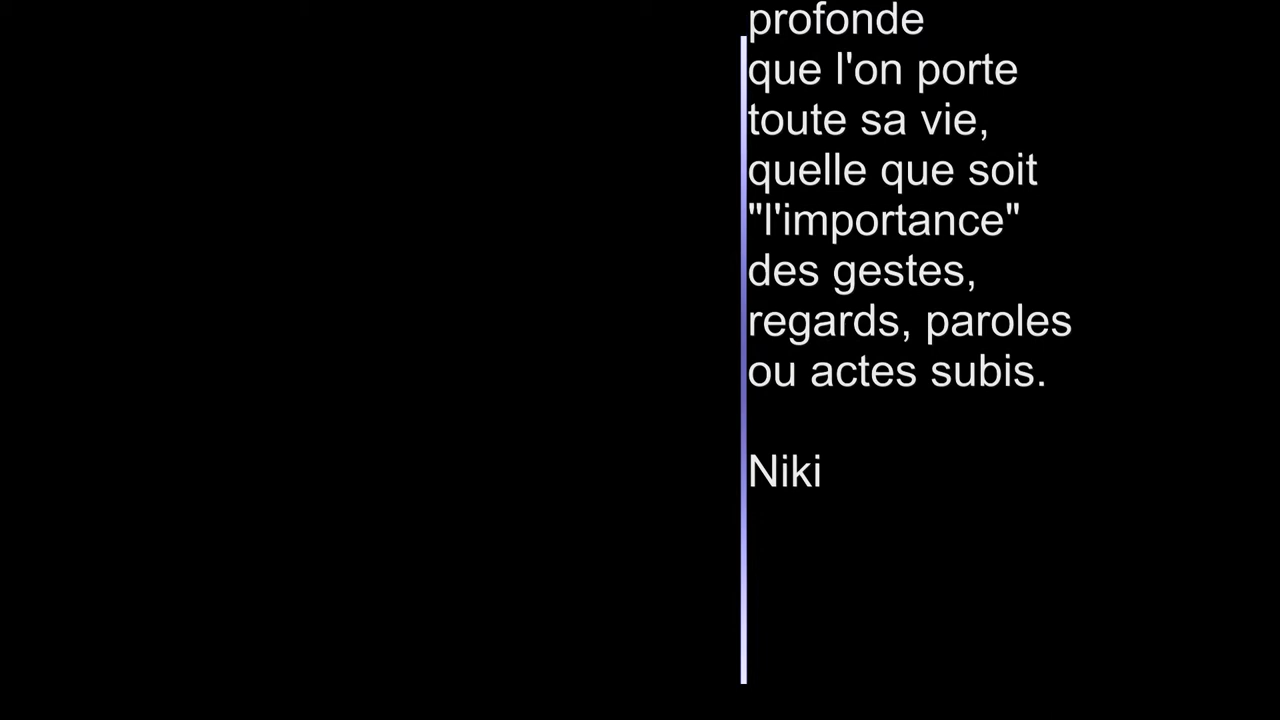 profonde
que l'on porte
toute sa vie,
quelle que soit
"l'importance"
des gestes,
regards, paroles
ou actes subis.
Niki